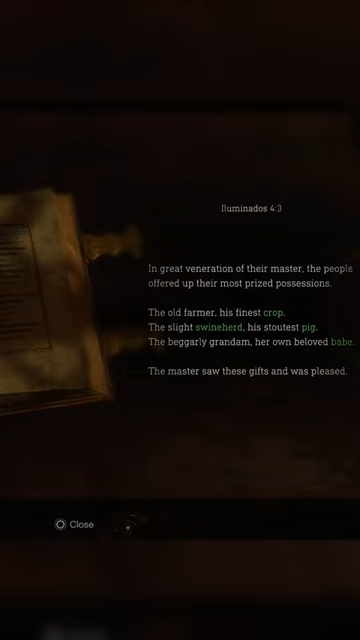 Iluminados 4:3
In great veneration of their master, the people
offered up their most prized possessions.
The old farmer, his finest crop.
The slight swineherd, his stoutest pig.
The beggarly grandam, her own beloved babe.
The master saw these gifts and was pleased.
Close